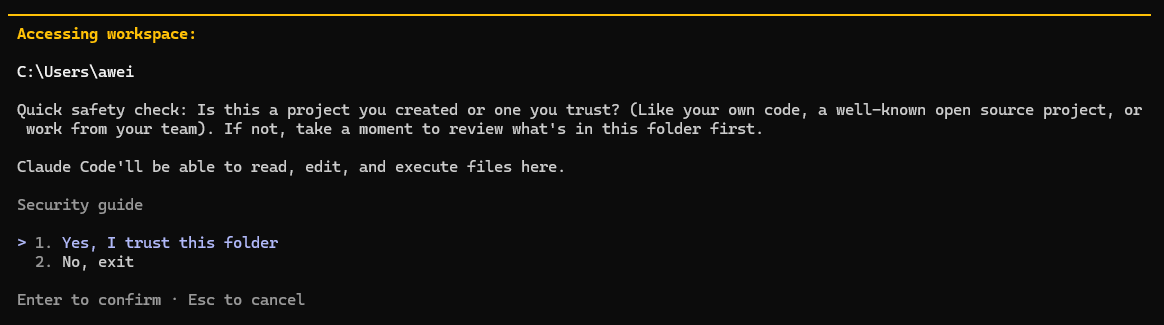 Accessing workspace:
C:\Users\awei
Quick safety check: Is this a project you created or one you trust? (Like your own code, a well-known open source project, or
work from your team). If not, take a moment to review what's in this folder first.
Claude Code'll be able to read, edit, and execute files here.
Security guide
> 1. Yes, I trust this folder
2. No, exit
Enter to confirm · Esc to cancel